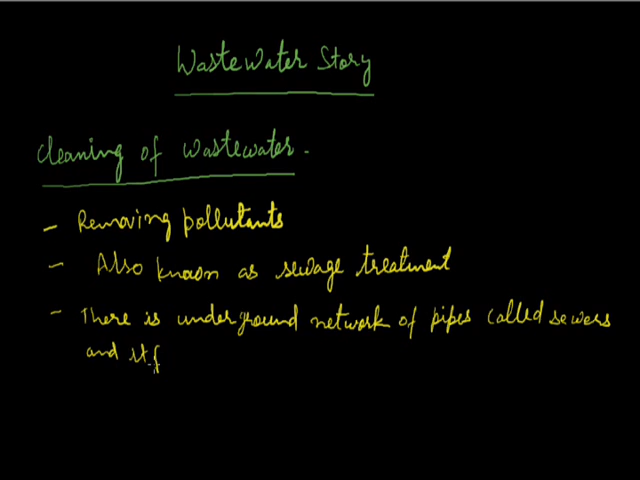 Wastewater Story
Cleaning of wastewater.
- Removing pollutants
- Also known as sewage treatment
- There is underground network of pipes called sewers
and it f